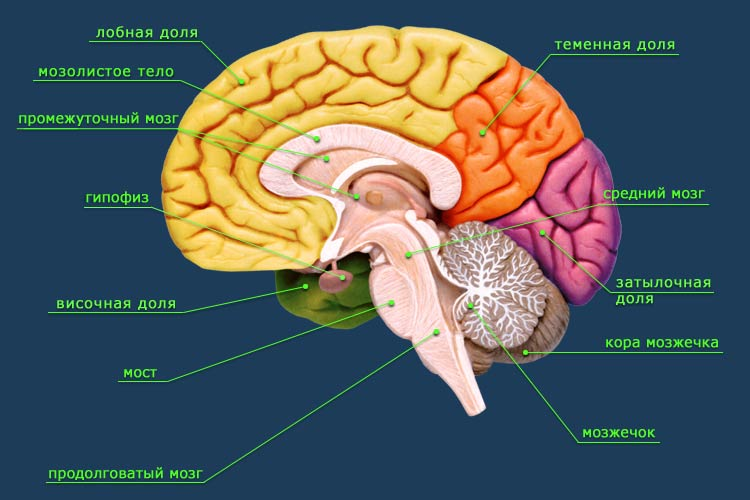 лобная доля
мозолистое тело
промежуточный мозг
гипофиз
височная доля
мост
продолговатый мозг
теменная доля
средний мозг
затылочная
доля
кора мозжечка
мозжечок